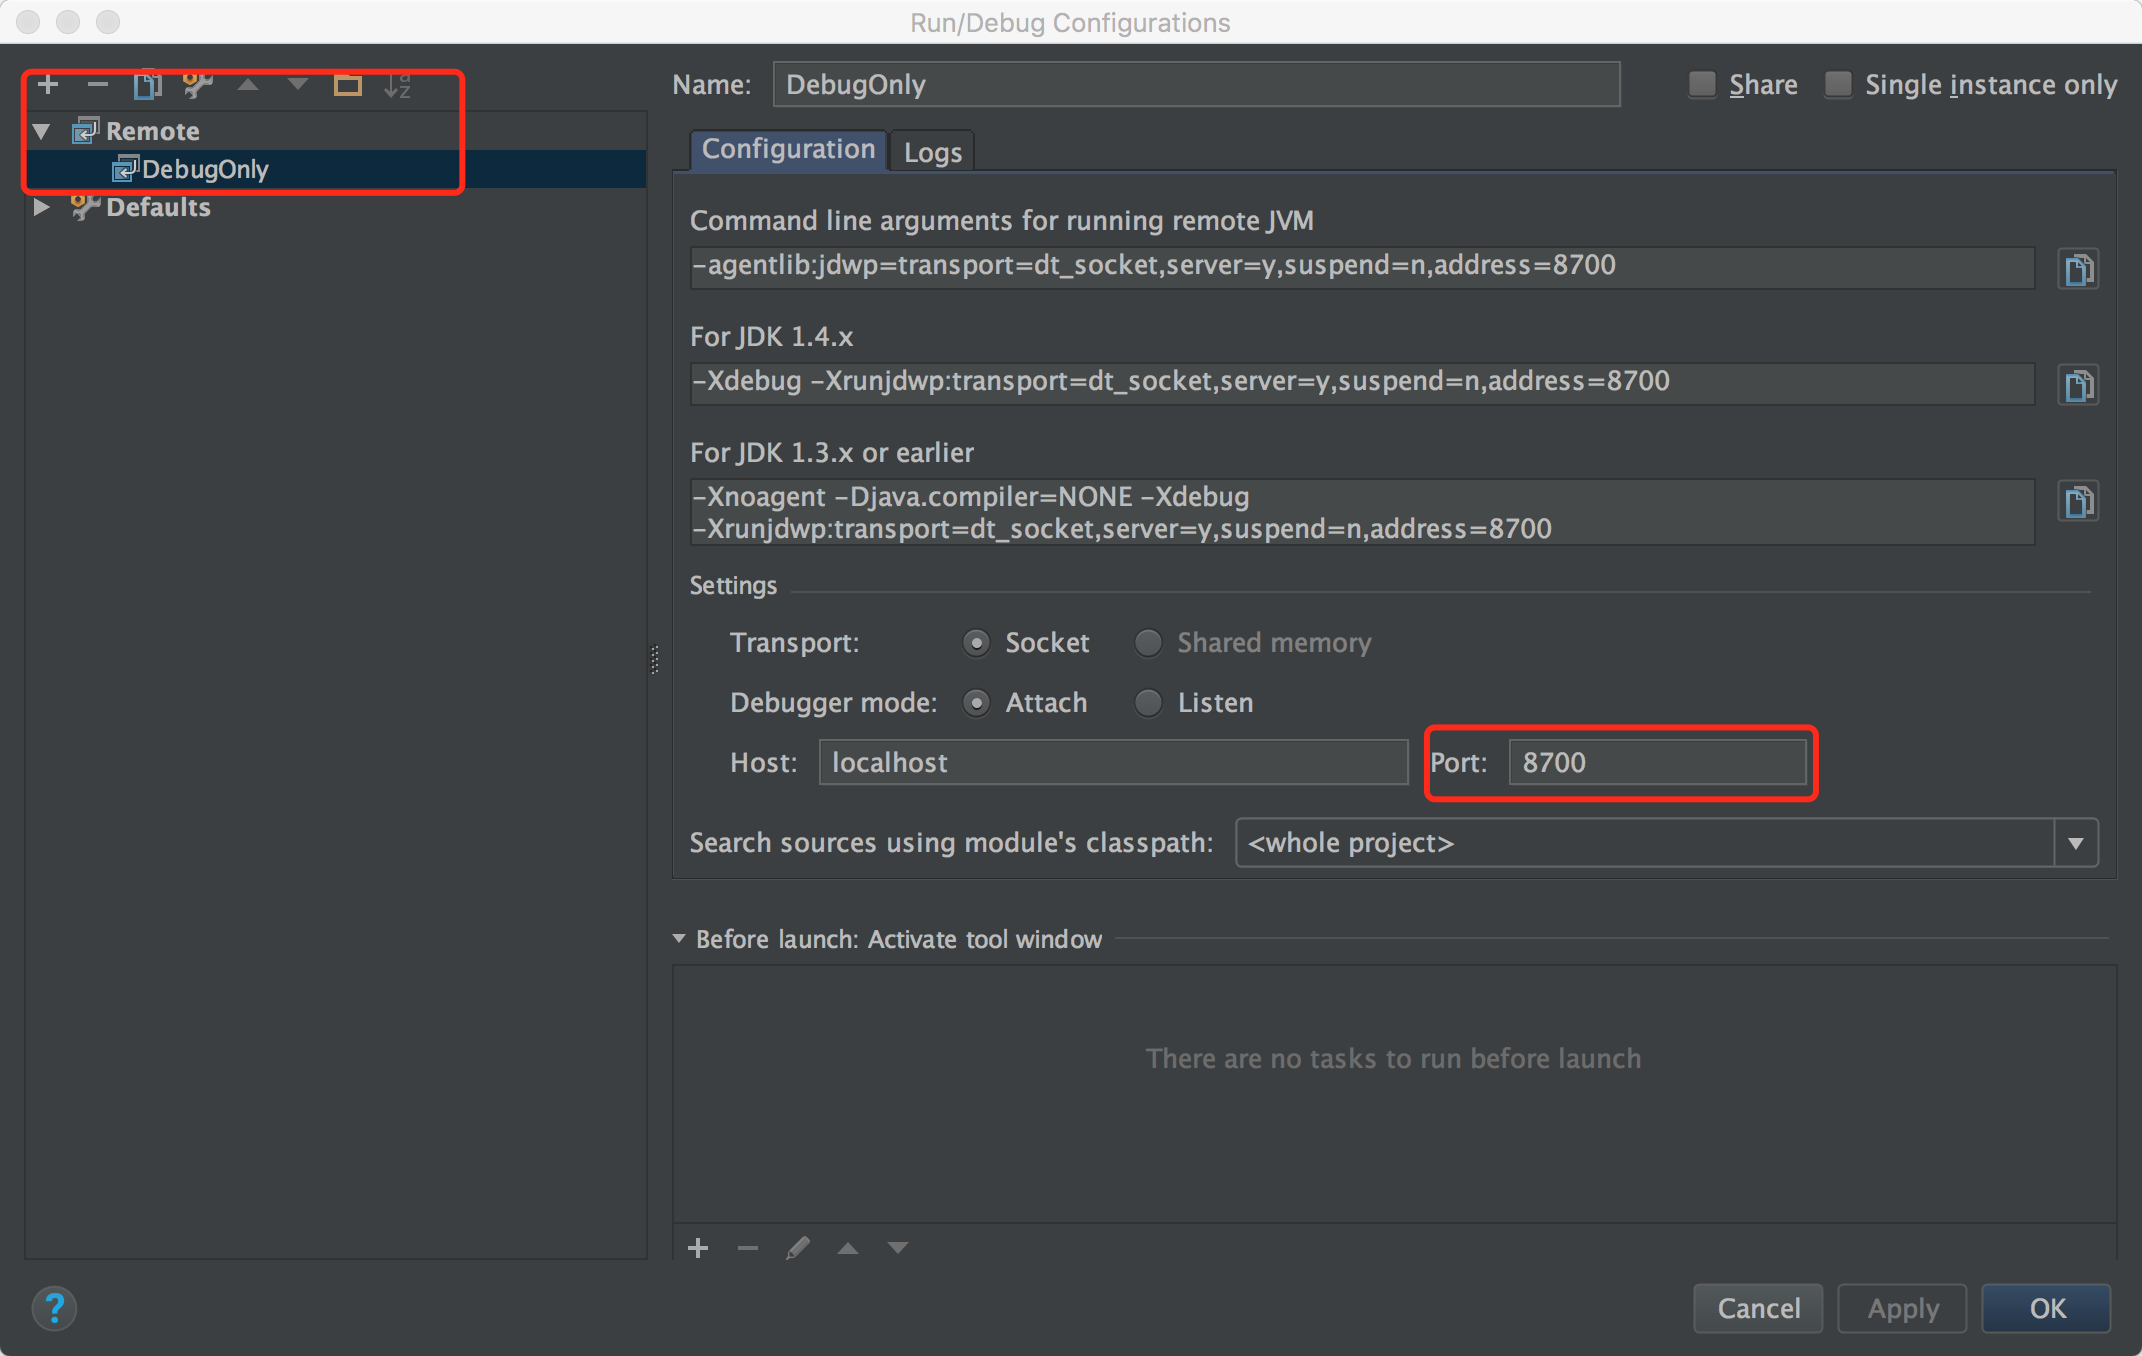 Run/Debug Configurations
Remote
DebugOnly
Defaults
Name: DebugOnly
Share
Single instance only
Configuration
Logs
Command line arguments for running remote JVM
-agentlib:jdwp=transport=dt_socket,server=y,suspend=n,address=8700
For JDK 1.4.x
-Xdebug -Xrunjdwp:transport=dt_socket,server=y,suspend=n,address=8700
For JDK 1.3.x or earlier
-Xnoagent -Djava.compiler=NONE -Xdebug
-Xrunjdwp:transport=dt_socket,server=y,suspend=n,address=8700
Settings
Transport: Socket Shared memory
Debugger mode: Attach Listen
Host: localhost Port: 8700
Search sources using module's classpath: <whole project>
Before launch: Activate tool window
There are no tasks to run before launch
?
Cancel
Apply
OK